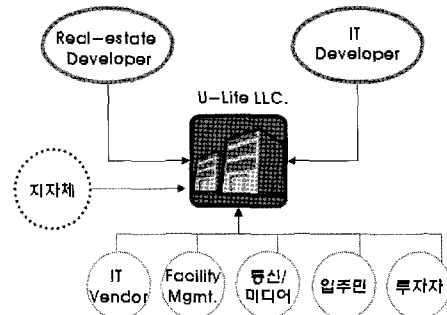 Real-estate
Developer
IT
Developer
U-Life LLC.
지자체
IT
Vendor
Facility
Mgmt.
통신/
미디어
입주민
투자자